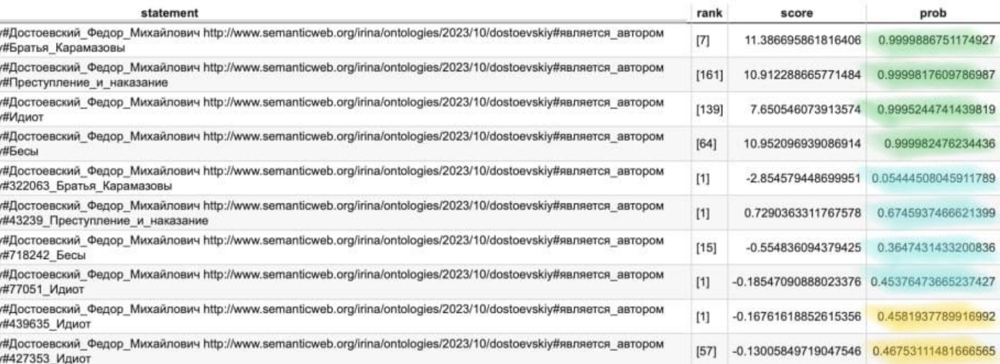 statement rank score prob
y#Достоевский_Федор_Михайлович http://www.semanticweb.org/irina/ontologies/2023/10/dostoevskiy#является_автором
y#Братья_Карамазовы [7] 11.386695861816406 0.9999886751174927
y#Достоевский_Федор_Михайлович http://www.semanticweb.org/irina/ontologies/2023/10/dostoevskiy#является_автором
y#Преступление_и_наказание [161] 10.912288665771484 0.9999817609786987
y#Достоевский_Федор_Михайлович http://www.semanticweb.org/irina/ontologies/2023/10/dostoevskiy#является_автором
y#Идиот [139] 7.650546073913574 0.9995244741439819
y#Достоевский_Федор_Михайлович http://www.semanticweb.org/irina/ontologies/2023/10/dostoevskiy#является_автором
y#Бесы [64] 10.952096939086914 0.999982476234436
y#Достоевский_Федор_Михайлович http://www.semanticweb.org/irina/ontologies/2023/10/dostoevskiy#является_автором
y#322063_Братья_Карамазовы [1] -2.854579448699951 0.05444508045911789
y#Достоевский_Федор_Михайлович http://www.semanticweb.org/irina/ontologies/2023/10/dostoevskiy#является_автором
y#43239_Преступление_и_наказание [1] 0.7290363311767578 0.6745937466621399
y#Достоевский_Федор_Михайлович http://www.semanticweb.org/irina/ontologies/2023/10/dostoevskiy#является_автором
y#718242_Бесы [15] -0.554836094379425 0.3647431433200836
y#Достоевский_Федор_Михайлович http://www.semanticweb.org/irina/ontologies/2023/10/dostoevskiy#является_автором
y#77051_Идиот [1] -0.18547090888023376 0.45376473665237427
y#Достоевский_Федор_Михайлович http://www.semanticweb.org/irina/ontologies/2023/10/dostoevskiy#является_автором
y#439635_Идиот [1] -0.16761618852615356 0.45819377899169922
y#Достоевский_Федор_Михайлович http://www.semanticweb.org/irina/ontologies/2023/10/dostoevskiy#является_автором
y#427353_Идиот [57] -0.13005849719047546 0.467531111481666565